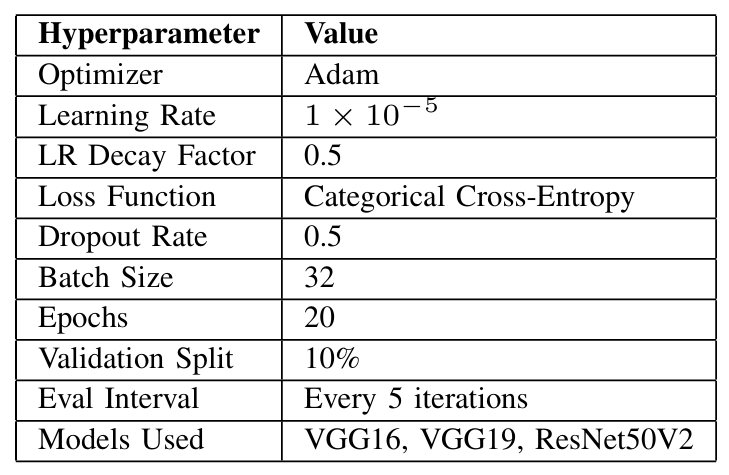 Hyperparameter Value
Optimizer Adam
Learning Rate 1 × 10⁻⁵
LR Decay Factor 0.5
Loss Function Categorical Cross-Entropy
Dropout Rate 0.5
Batch Size 32
Epochs 20
Validation Split 10%
Eval Interval Every 5 iterations
Models Used VGG16, VGG19, ResNet50V2